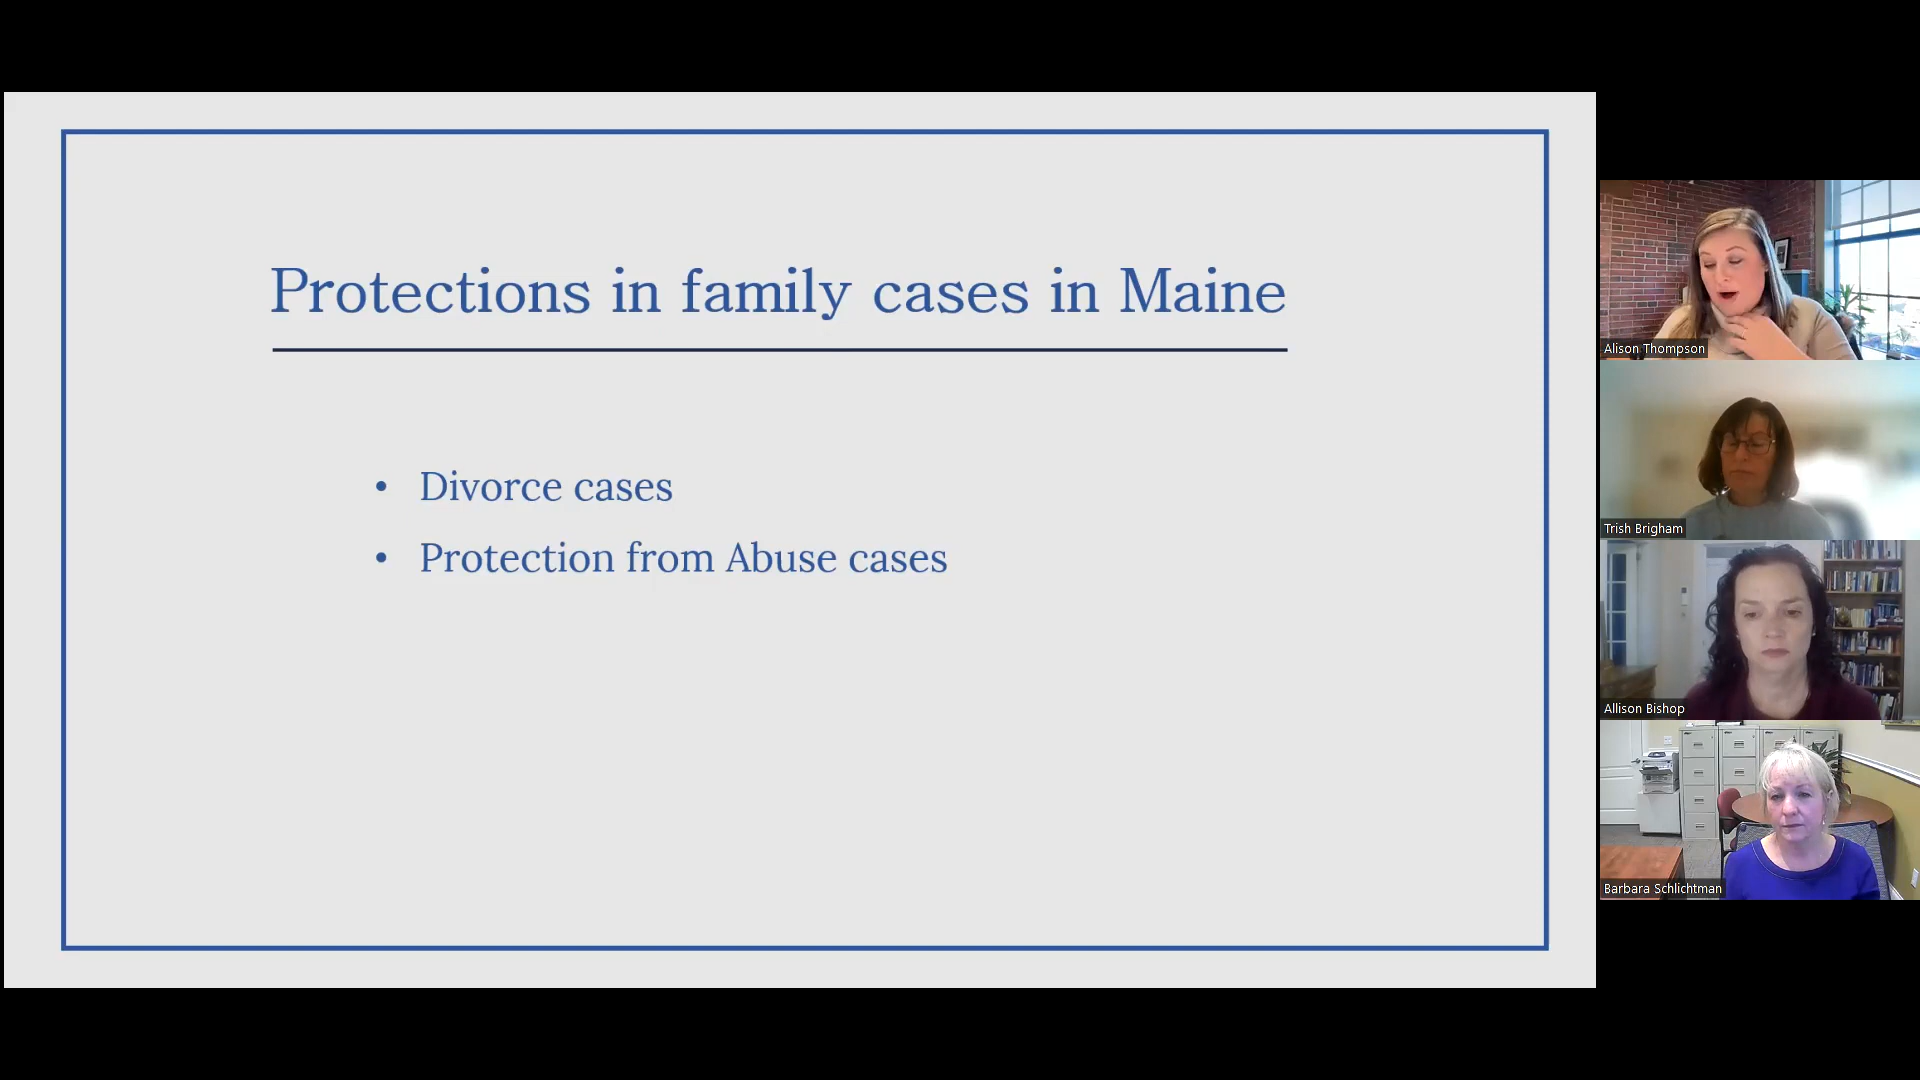 Protections in family cases in Maine
• Divorce cases
• Protection from Abuse cases
Alison Thompson
Trish Brigham
Allison Bishop
Barbara Schlichtman